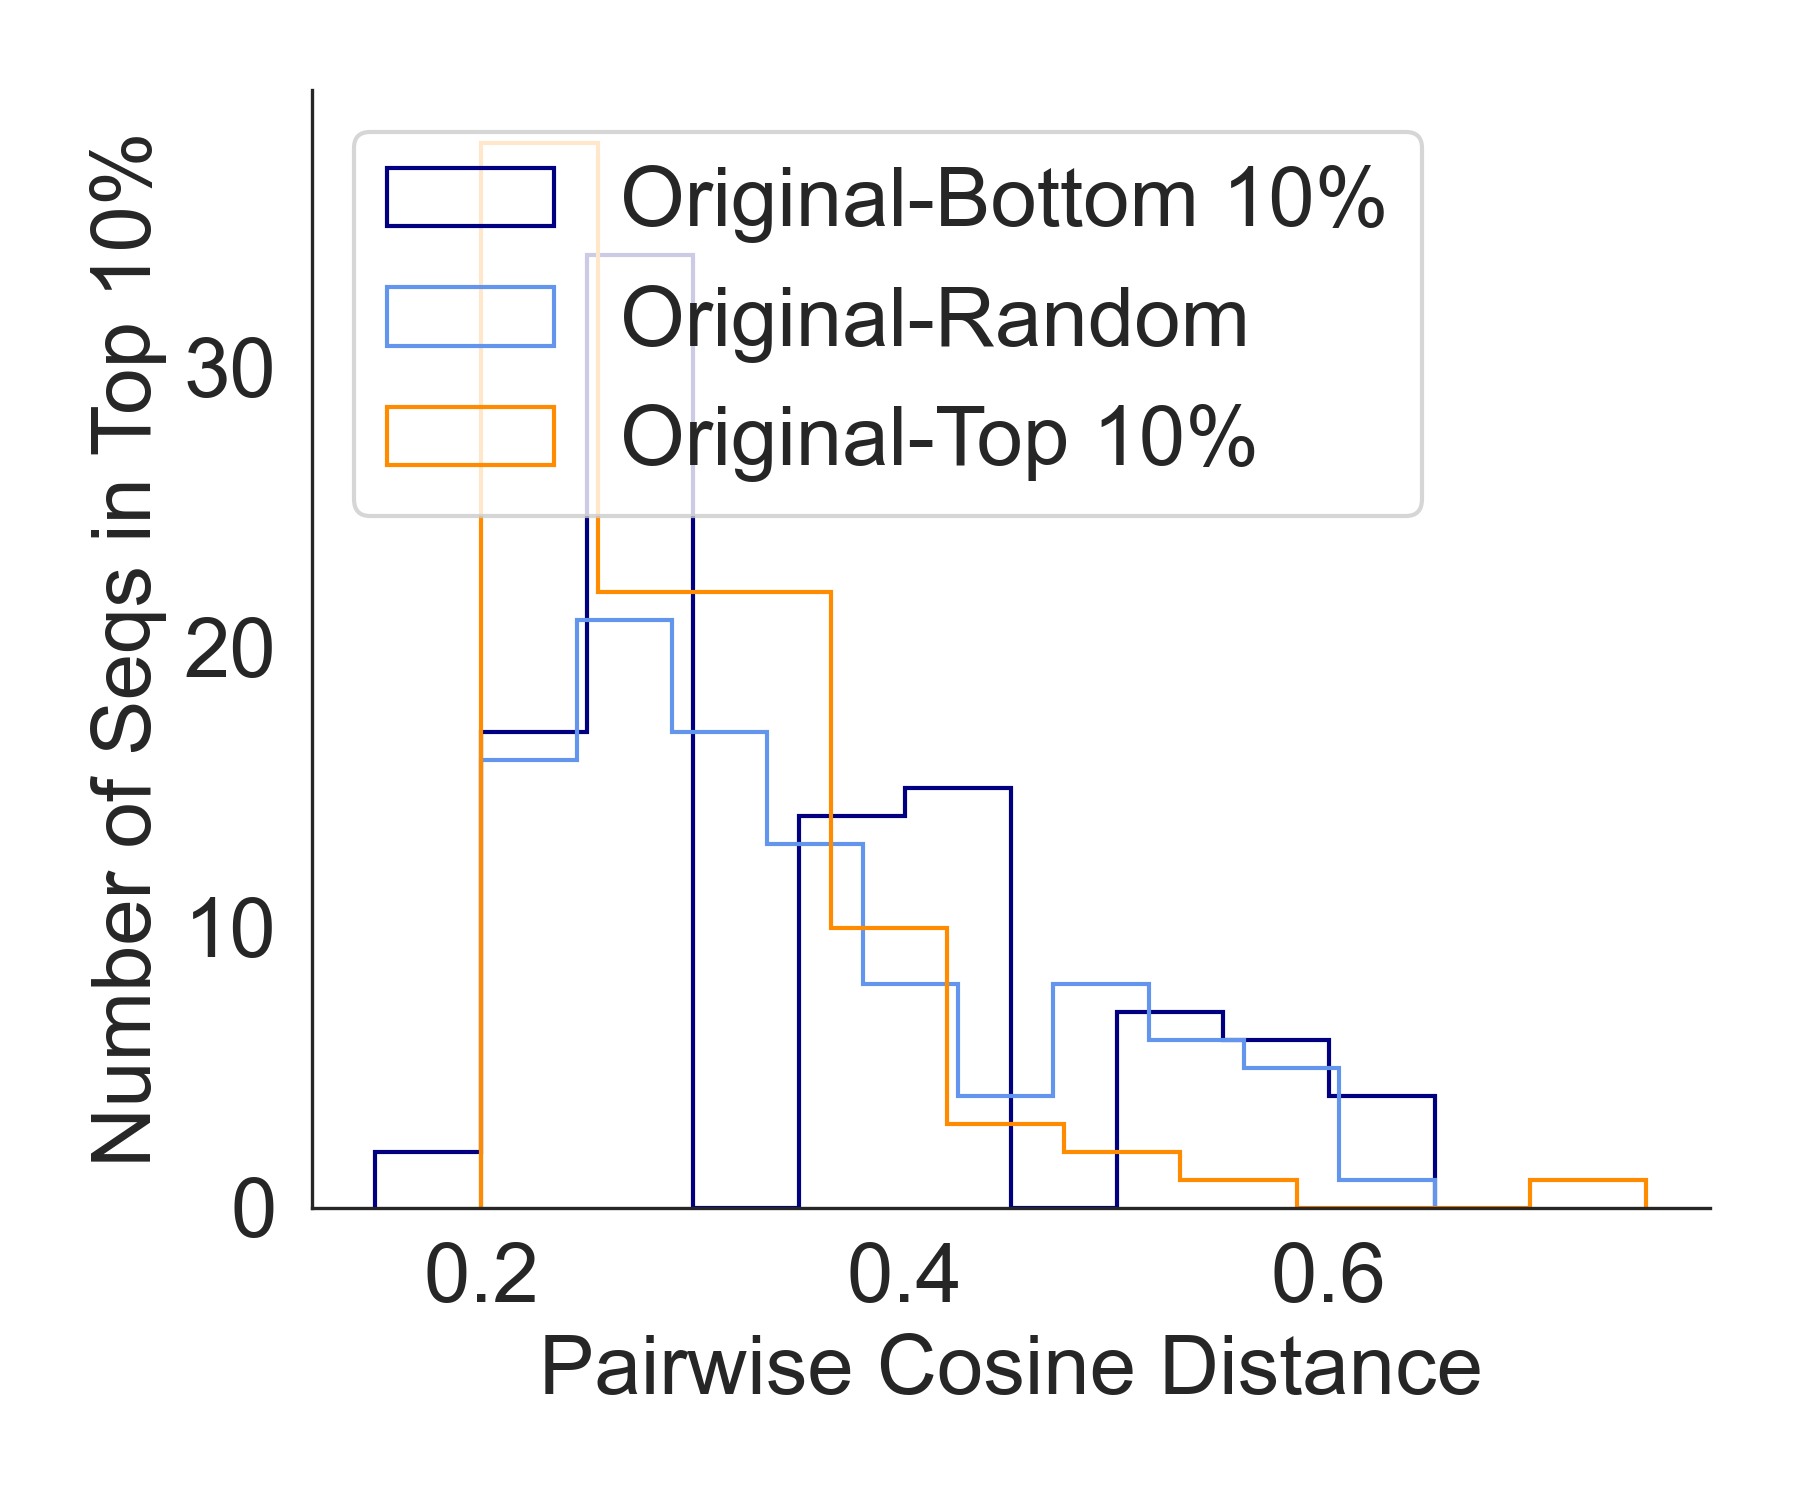 Original-Bottom 10%
Original-Random
Original-Top 10%
Number of Seqs in Top 10%
30
20
10
0
0.2 0.4 0.6
Pairwise Cosine Distance